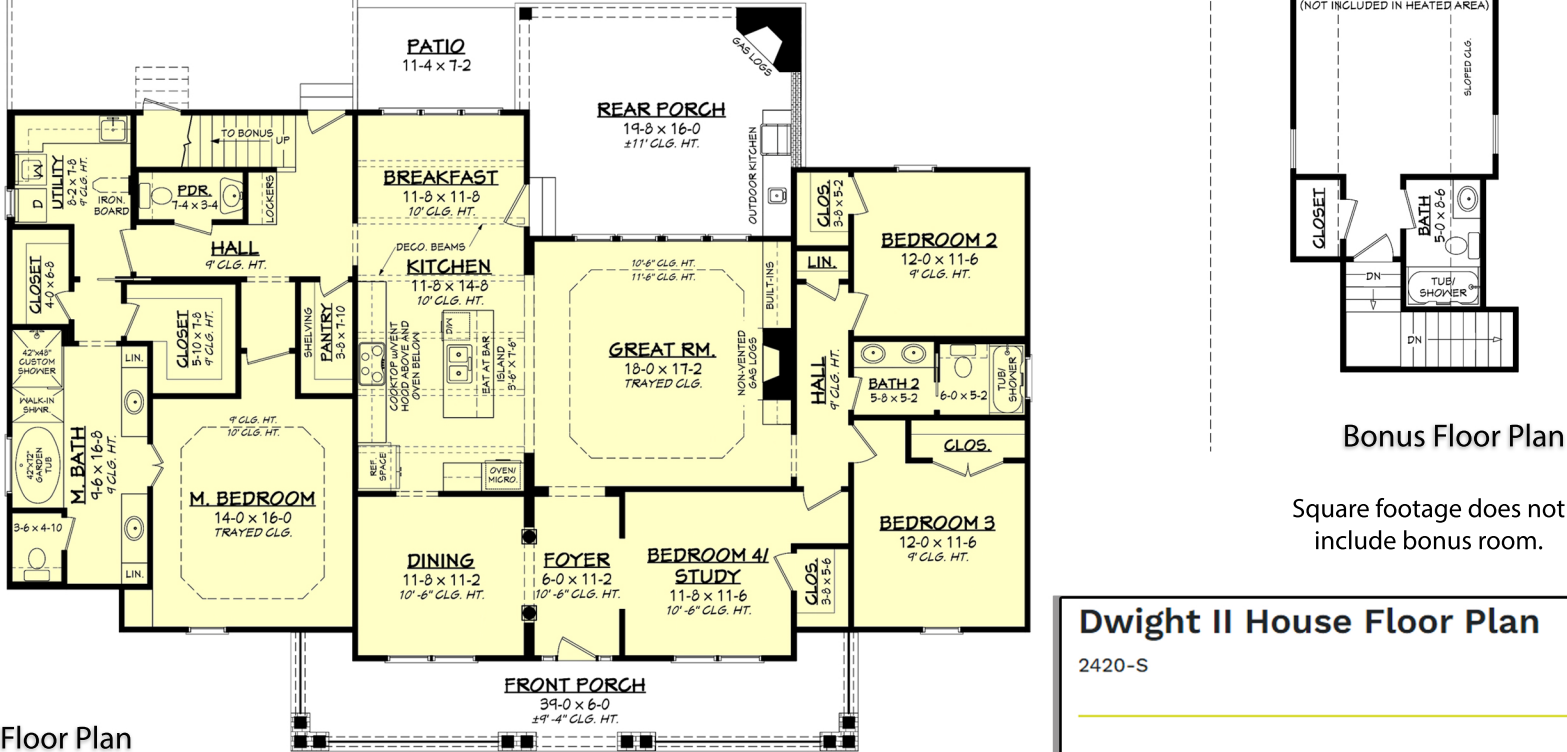 PATIO
11-4 x 7-2
GAS LOGS
REAR PORCH
19-8 x 16-0
±11' CLG. HT.
OUTDOOR KITCHEN
TO BONUS
UP
UTILITY
8-2 x 7-8
9' CLG. HT.
W
D
IRON.
BOARD
PDR.
7-4 x 3-4
LOCKERS
BREAKFAST
11-8 x 11-8
10' CLG. HT.
HALL
9' CLG. HT.
DECO. BEAMS
KITCHEN
11-8 x 14-8
10' CLG. HT.
CLOSET
4-0 x 6-8
CLOSET
5-10 x 7-8
9' CLG. HT.
SHELVING
PANTRY
3-8 x 7-10
COOKTOP w/VENT
HOOD ABOVE AND
OVEN BELOW
D/W
EAT AT BAR
ISLAND
3'-6" x 7'-6"
10'-6" CLG. HT.
11'-6" CLG. HT.
GREAT RM.
18-0 x 17-2
TRAYED CLG.
BUILT-INS
NON-VENTED
GAS LOGS
CLOS.
3-8 x 5-2
LIN.
BEDROOM 2
12-0 x 11-6
9' CLG. HT.
HALL
9' CLG. HT.
BATH 2
5-8 x 5-2
6-0 x 5-2
TUB/
SHOWER
CLOS.
42"x48"
CUSTOM
SHOWER
WALK-IN
SHWR.
LIN.
42"x72"
GARDEN
TUB
M. BATH
9-6 x 16-8
9' CLG. HT.
3-6 x 4-10
LIN.
9' CLG. HT.
10' CLG. HT.
M. BEDROOM
14-0 x 16-0
TRAYED CLG.
REF.
SPACE
OVEN/
MICRO.
DINING
11-8 x 11-2
10'-6" CLG. HT.
FOYER
6-0 x 11-2
10'-6" CLG. HT.
BEDROOM 4/
STUDY
11-8 x 11-6
10'-6" CLG. HT.
CLOS.
3-8 x 5-6
BEDROOM 3
12-0 x 11-6
9' CLG. HT.
FRONT PORCH
39-0 x 6-0
±9'-4" CLG. HT.
Floor Plan
(NOT INCLUDED IN HEATED AREA)
SLOPED CLG.
CLOSET
BATH
5-0 x 8-6
TUB/
SHOWER
DN
DN
Bonus Floor Plan
Square footage does not
include bonus room.
Dwight II House Floor Plan
2420-S